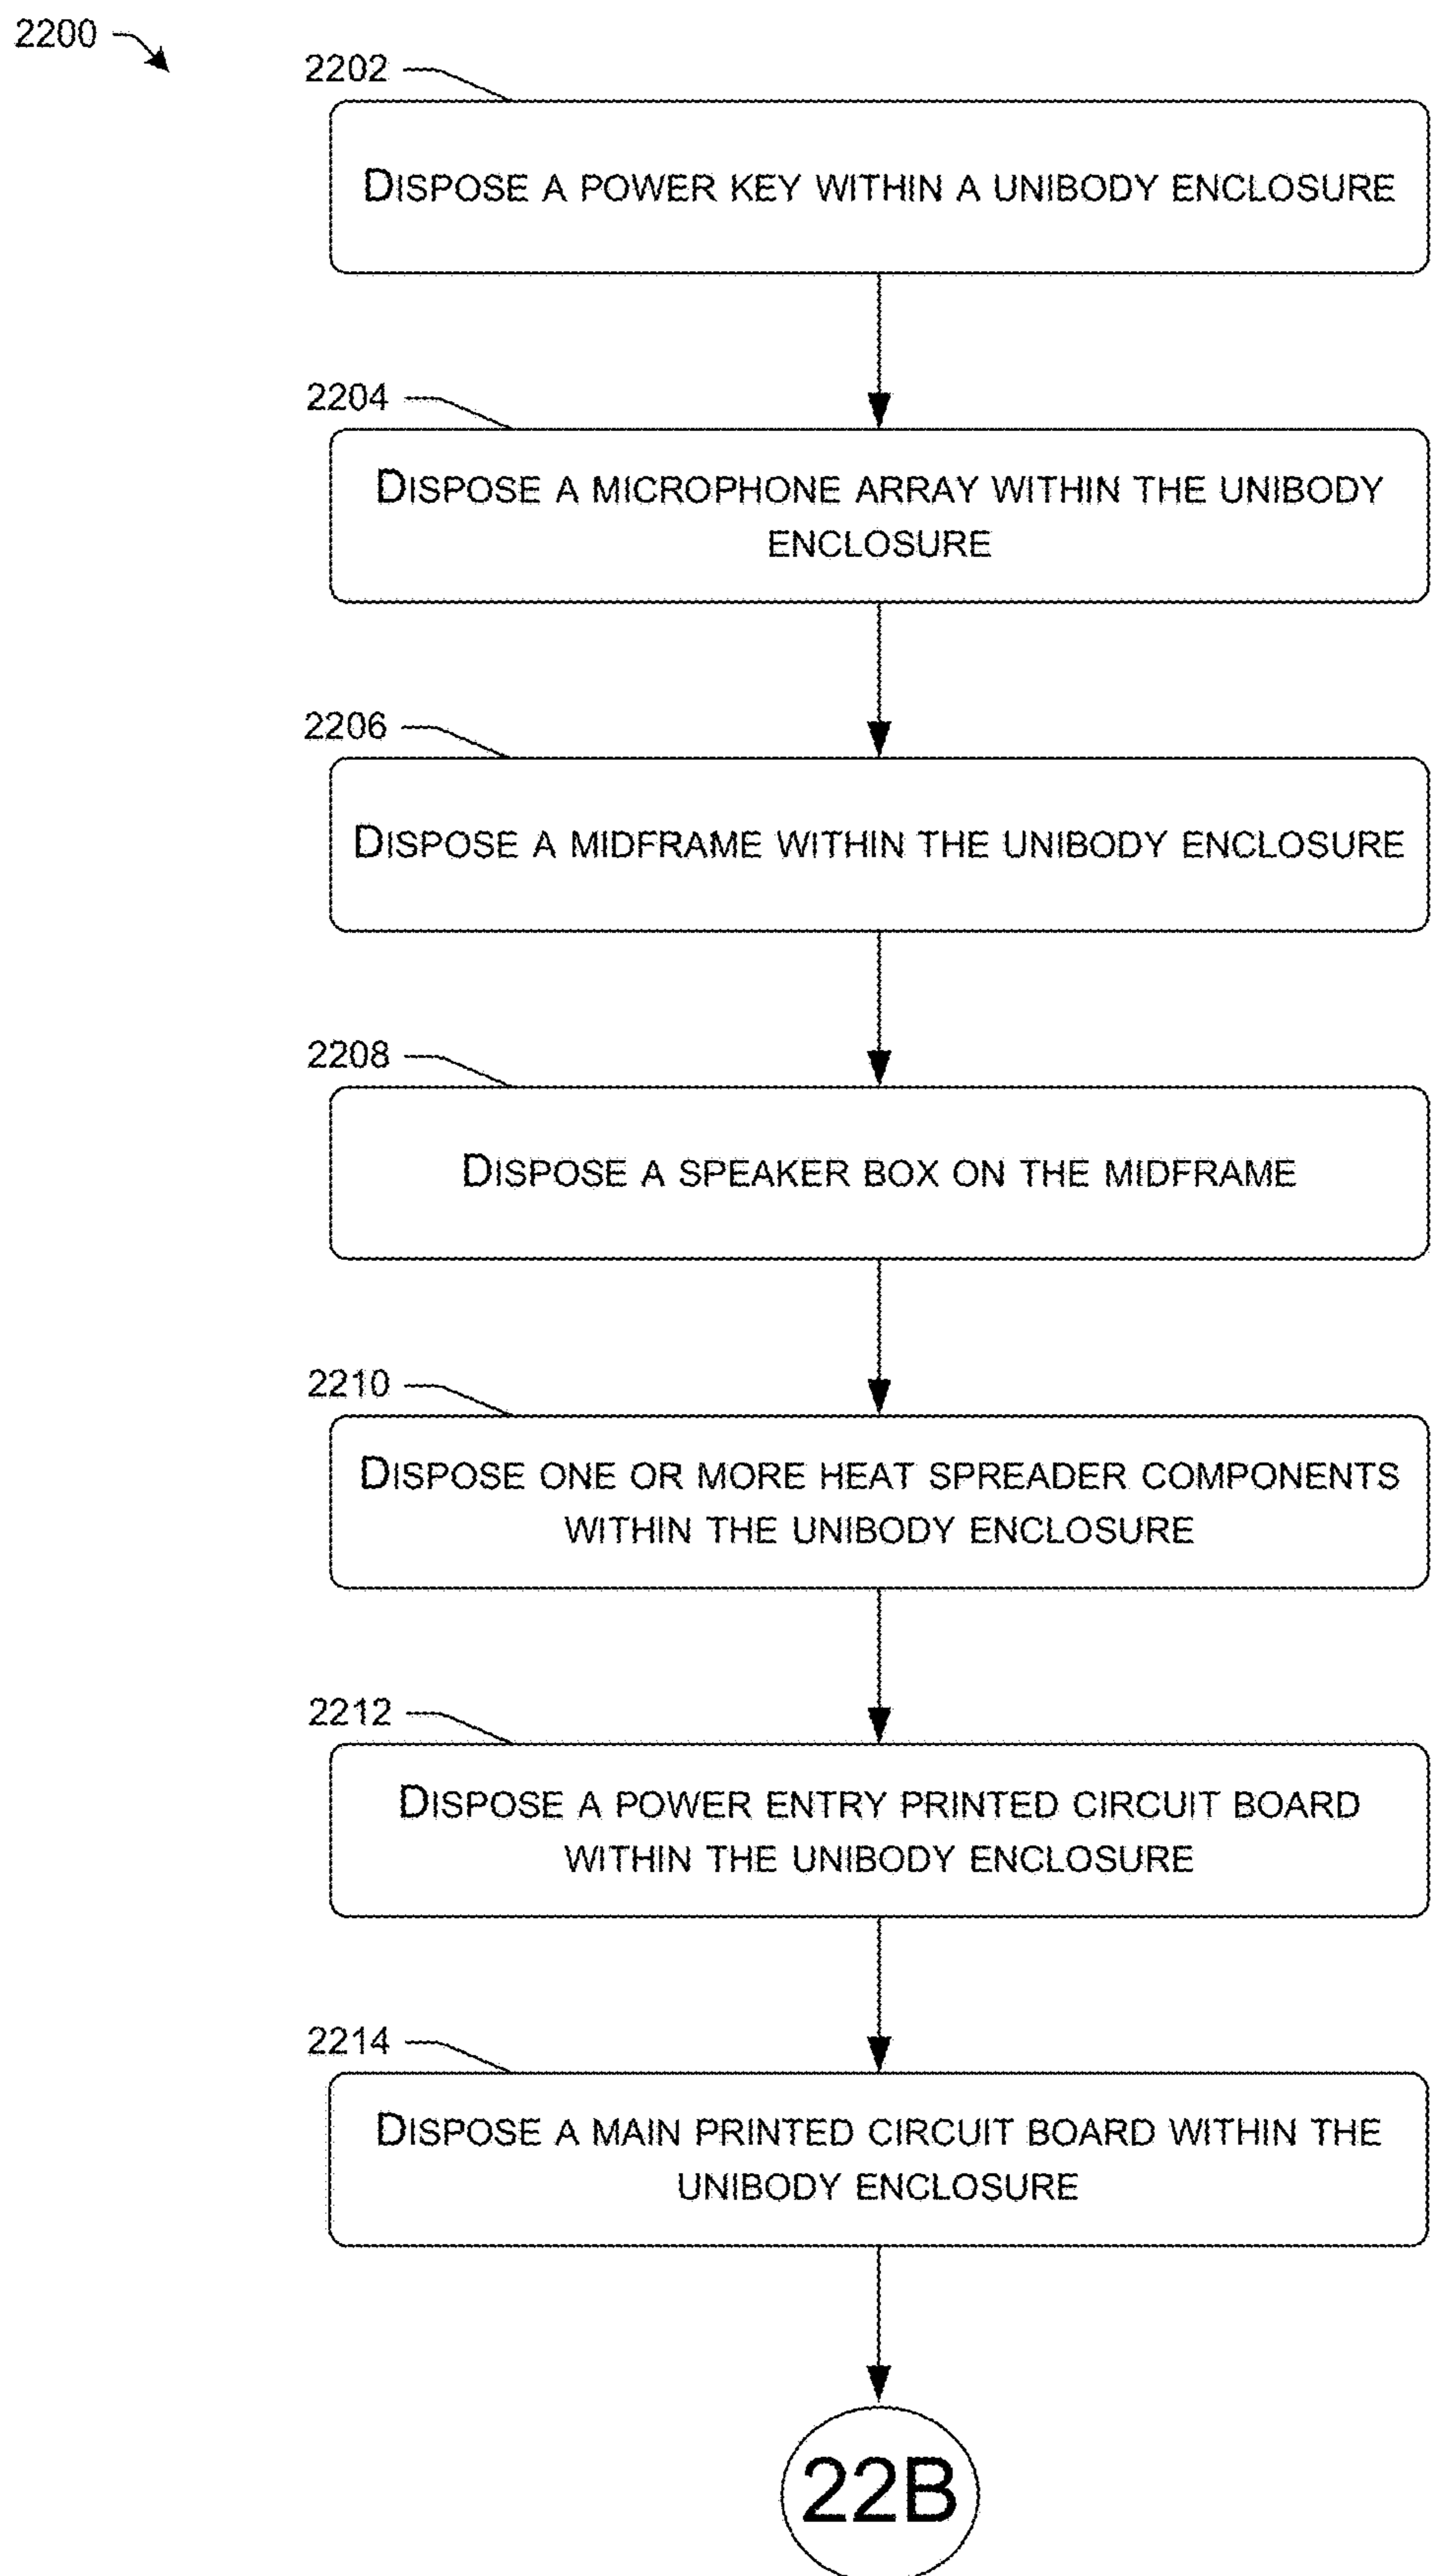 2200
2202
DISPOSE A POWER KEY WITHIN A UNIBODY ENCLOSURE
2204
DISPOSE A MICROPHONE ARRAY WITHIN THE UNIBODY
ENCLOSURE
2206
DISPOSE A MIDFRAME WITHIN THE UNIBODY ENCLOSURE
2208
DISPOSE A SPEAKER BOX ON THE MIDFRAME
2210
DISPOSE ONE OR MORE HEAT SPREADER COMPONENTS
WITHIN THE UNIBODY ENCLOSURE
2212
DISPOSE A POWER ENTRY PRINTED CIRCUIT BOARD
WITHIN THE UNIBODY ENCLOSURE
2214
DISPOSE A MAIN PRINTED CIRCUIT BOARD WITHIN THE
UNIBODY ENCLOSURE
22B